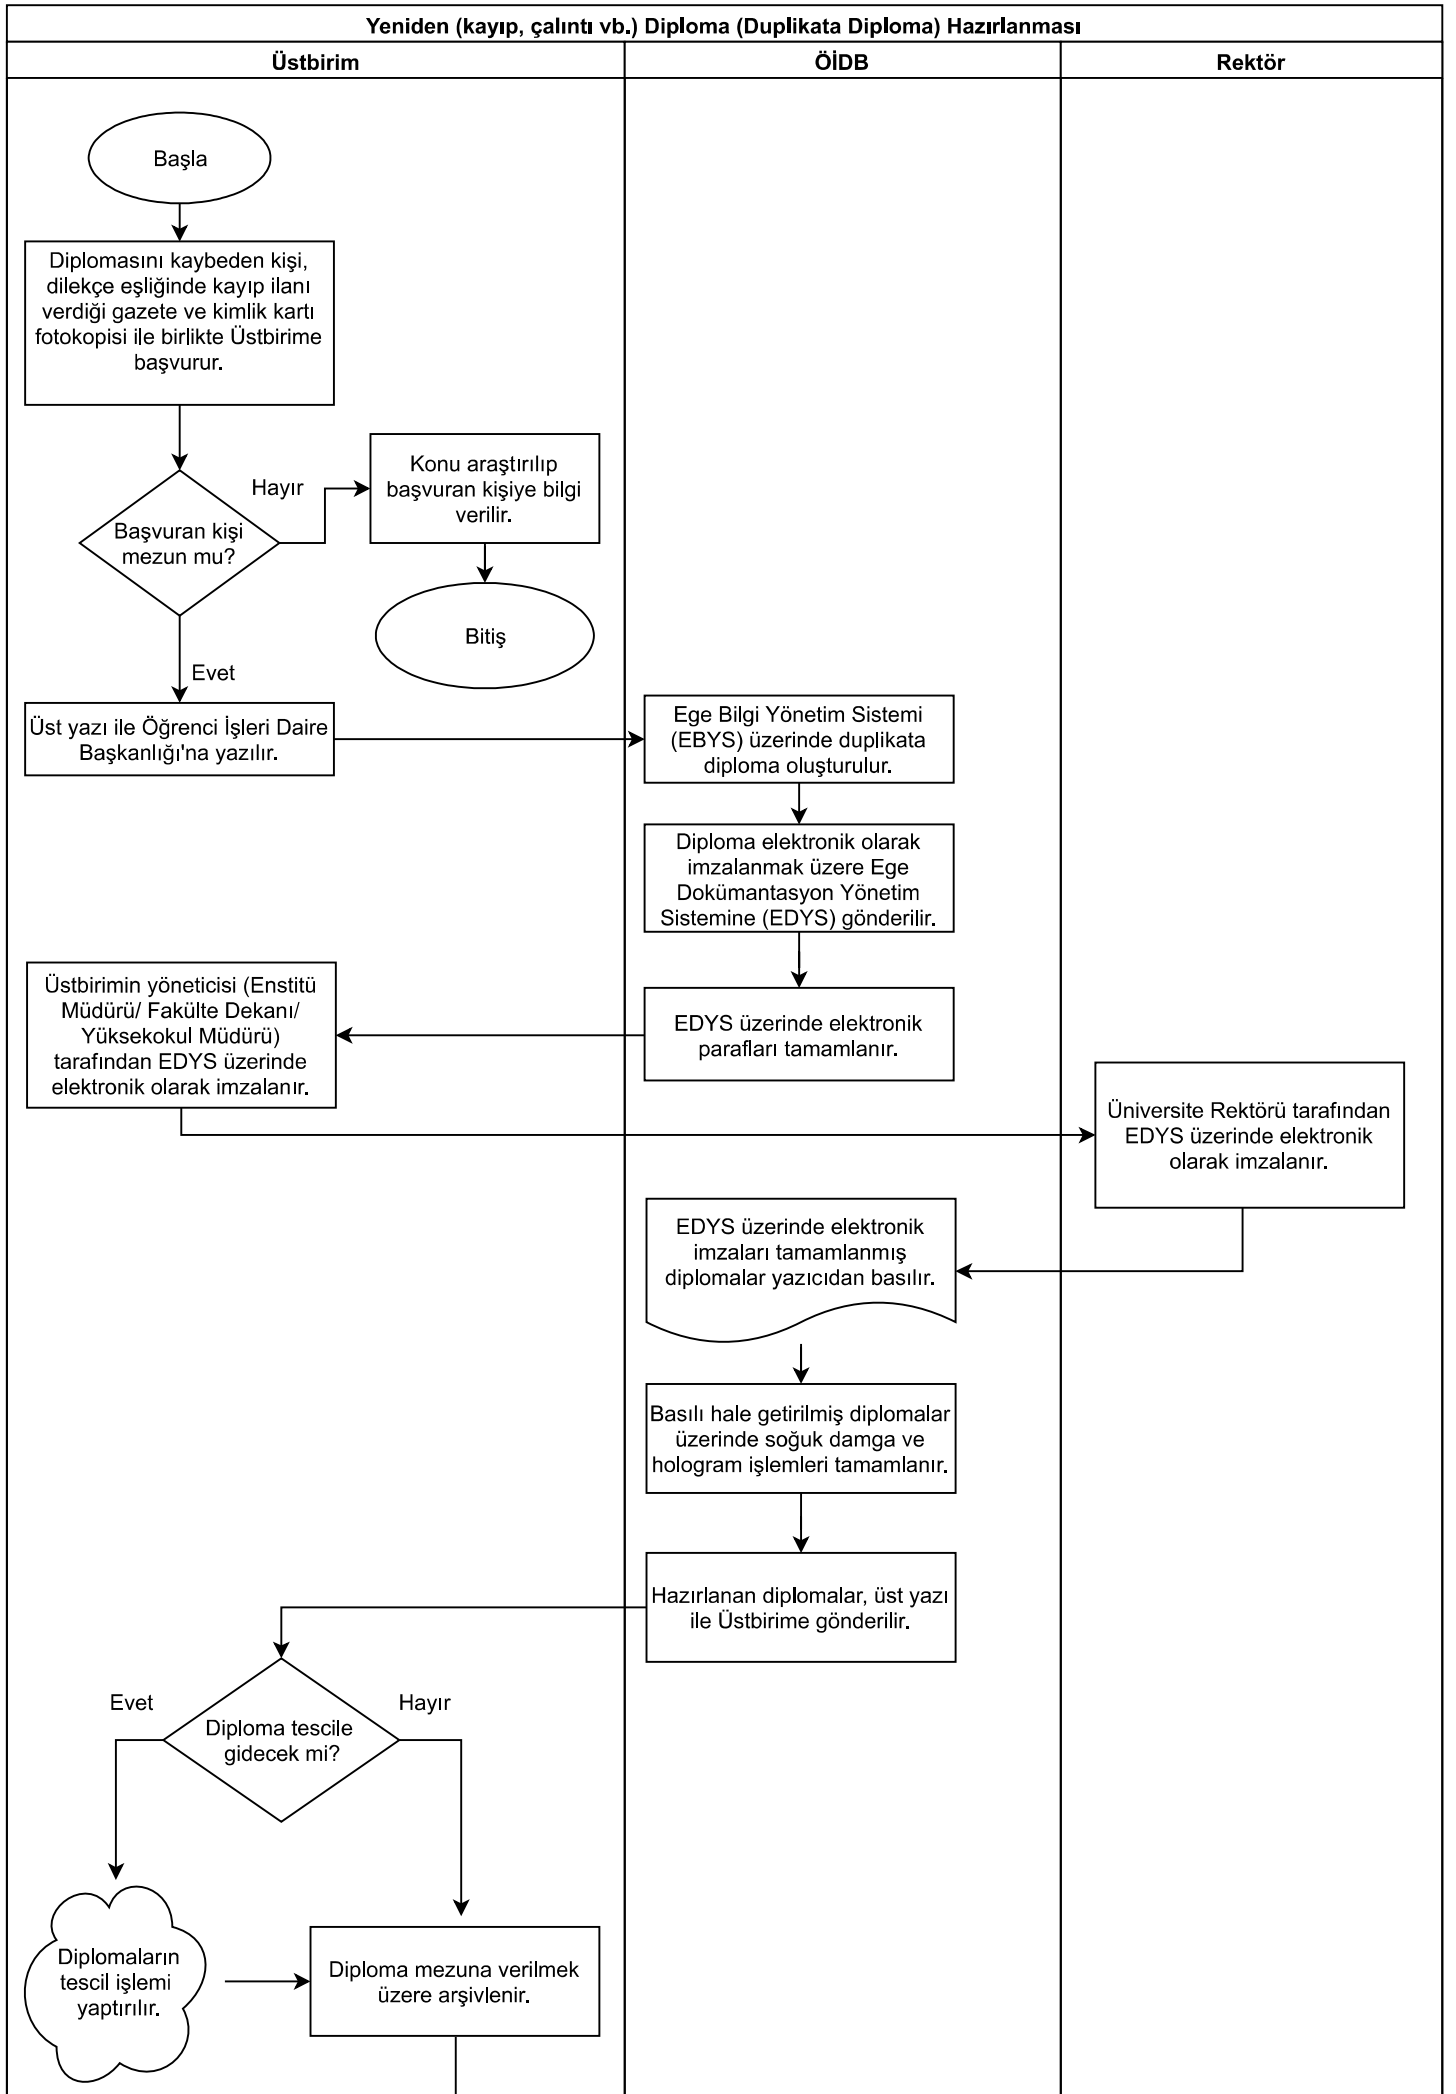 Yeniden (kayıp, çalıntı vb.) Diploma (Duplikata Diploma) Hazırlanması
Üstbirim
ÖİDB
Rektör
Başla
Diplomasını kaybeden kişi,
dilekçe eşliğinde kayıp ilanı
verdiği gazete ve kimlik kartı
fotokopisi ile birlikte Üstbirime
başvurur.
Başvuran kişi
mezun mu?
Hayır
Konu araştırılıp
başvuran kişiye bilgi
verilir.
Bitiş
Evet
Üst yazı ile Öğrenci İşleri Daire
Başkanlığı'na yazılır.
Ege Bilgi Yönetim Sistemi
(EBYS) üzerinde duplikata
diploma oluşturulur.
Diploma elektronik olarak
imzalanmak üzere Ege
Dokümantasyon Yönetim
Sistemine (EDYS) gönderilir.
EDYS üzerinde elektronik
parafları tamamlanır.
Üstbirimin yöneticisi (Enstitü
Müdürü/ Fakülte Dekanı/
Yüksekokul Müdürü)
tarafından EDYS üzerinde
elektronik olarak imzalanır.
Üniversite Rektörü tarafından
EDYS üzerinde elektronik
olarak imzalanır.
EDYS üzerinde elektronik
imzaları tamamlanmış
diplomalar yazıcıdan basılır.
Basılı hale getirilmiş diplomalar
üzerinde soğuk damga ve
hologram işlemleri tamamlanır.
Hazırlanan diplomalar, üst yazı
ile Üstbirime gönderilir.
Diploma tescile
gidecek mi?
Evet
Hayır
Diplomaların
tescil işlemi
yaptırılır.
Diploma mezuna verilmek
üzere arşivlenir.